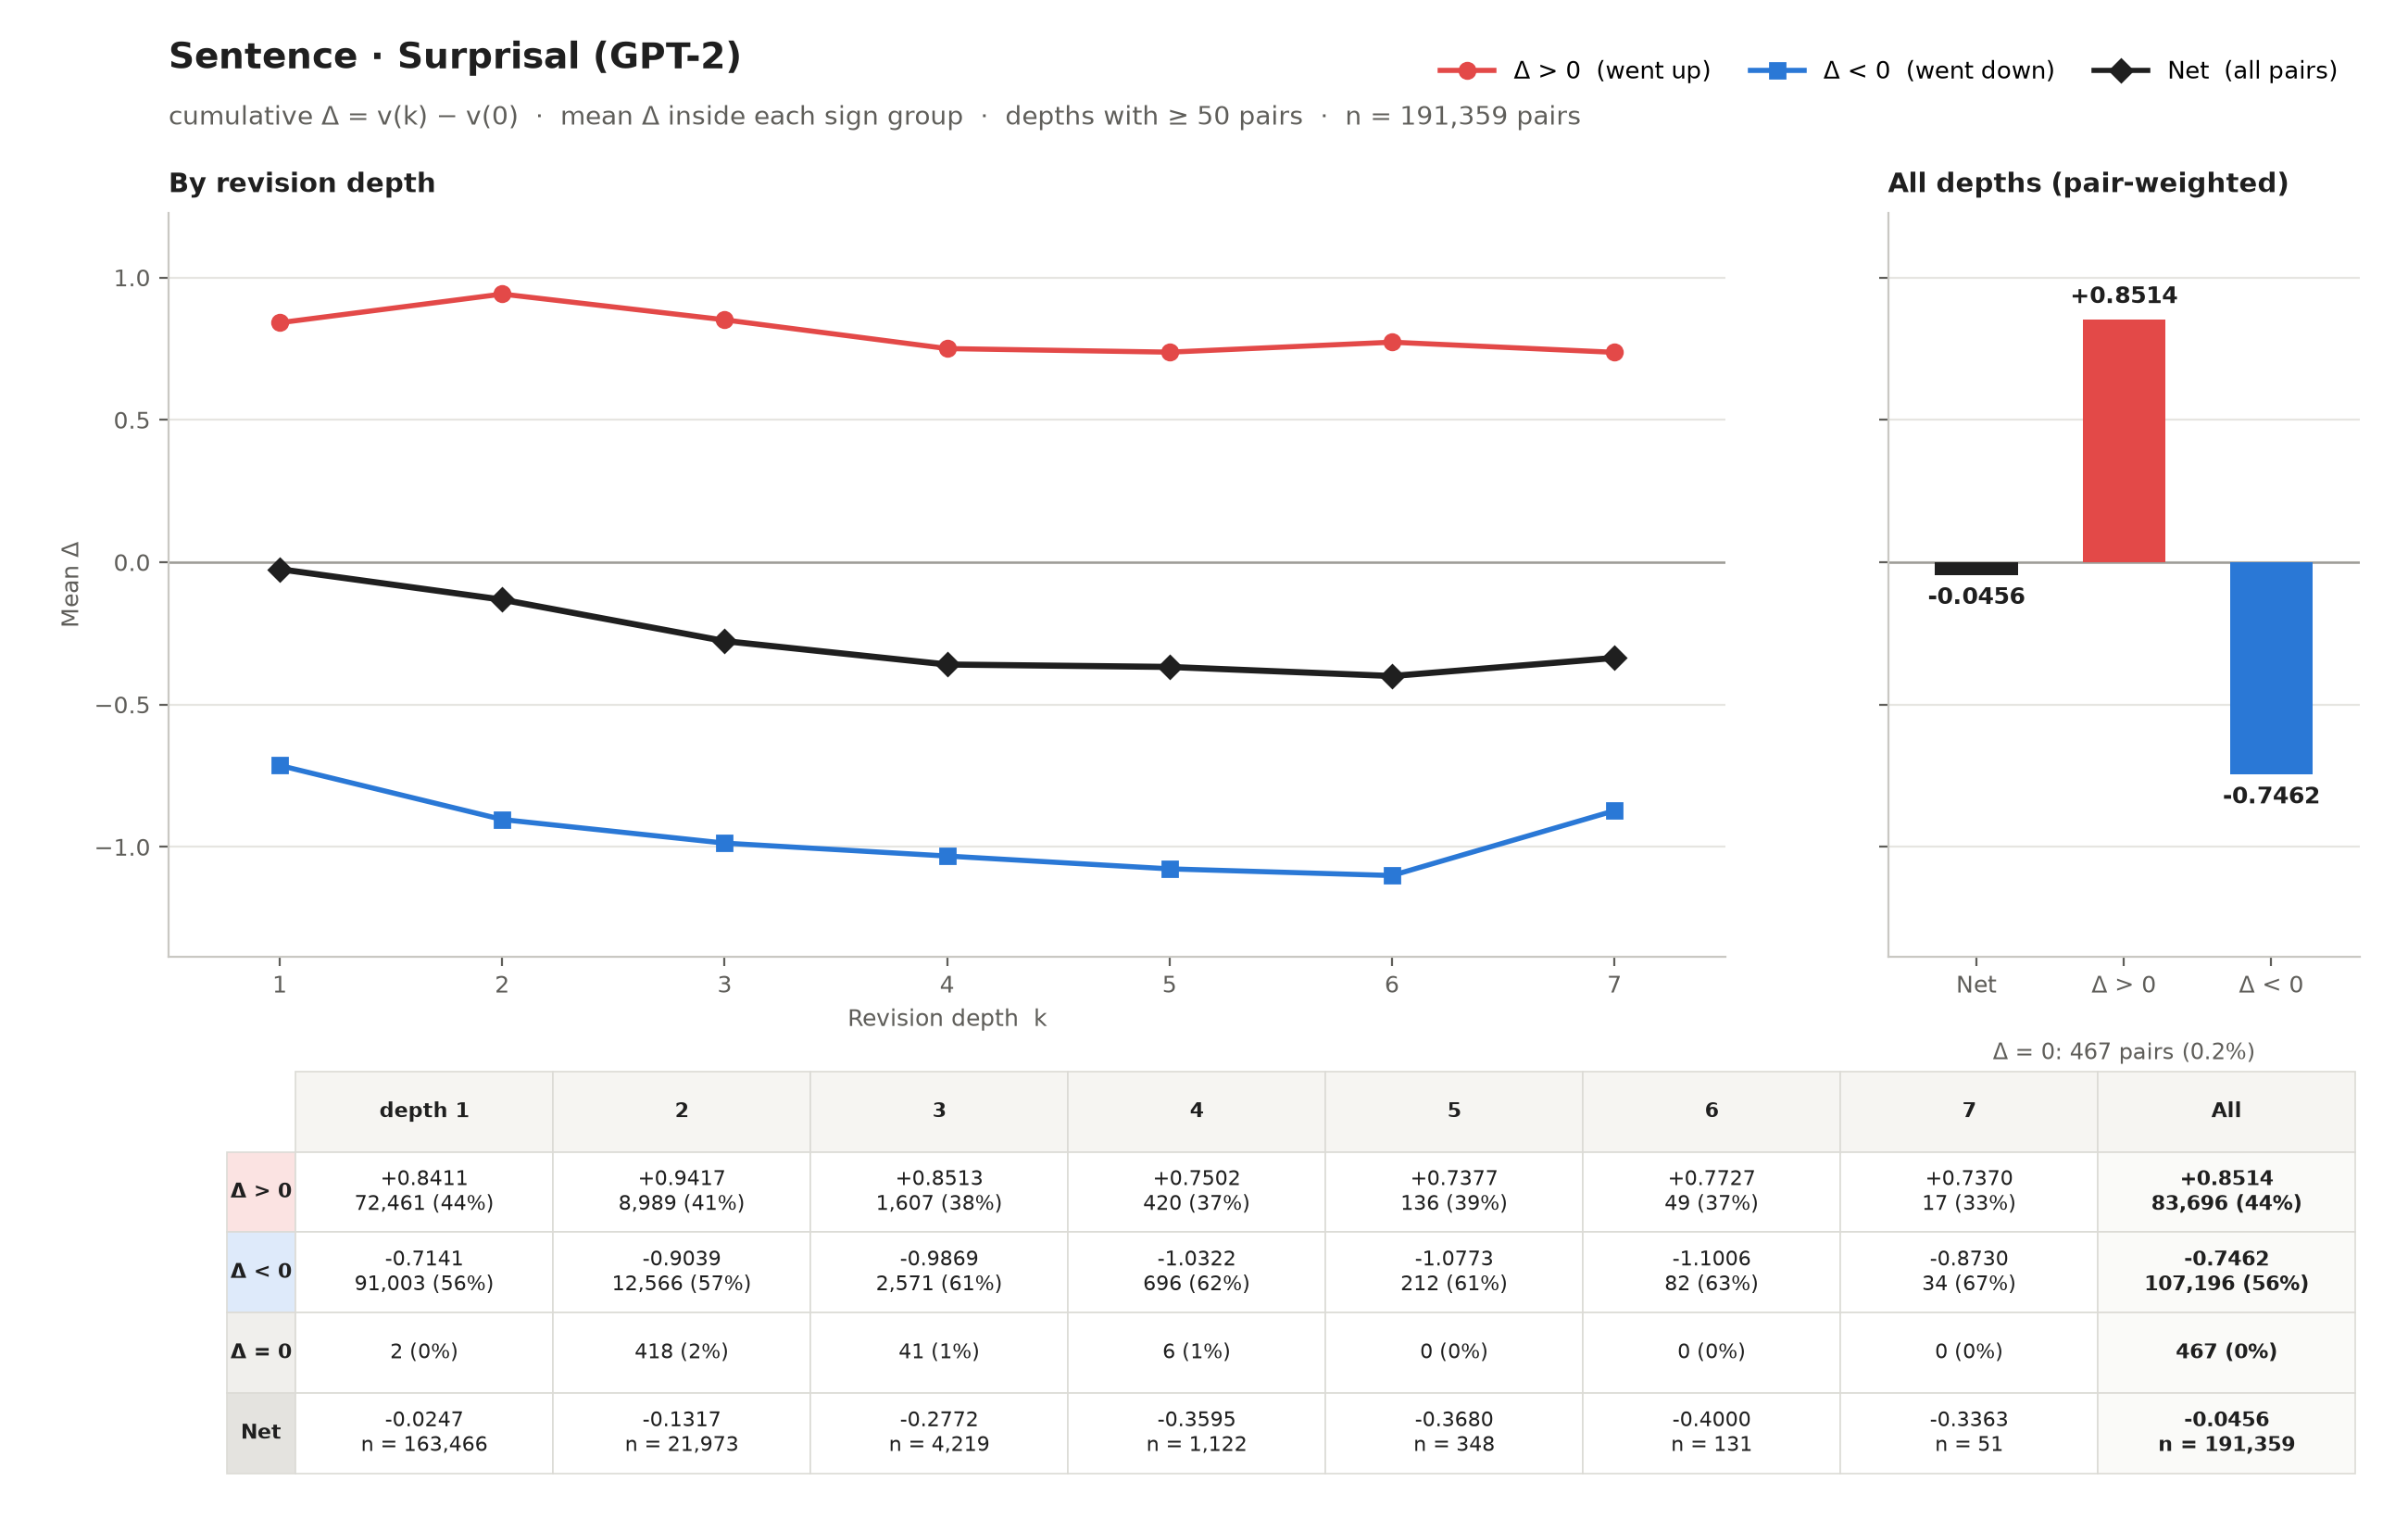 Sentence · Surprisal (GPT-2)
Δ > 0 (went up)
Δ < 0 (went down)
Net (all pairs)
cumulative Δ = v(k) − v(0) · mean Δ inside each sign group · depths with ≥ 50 pairs · n = 191,359 pairs
By revision depth
1.0
0.5
0.0
−0.5
−1.0
Mean Δ
1 2 3 4 5 6 7
Revision depth k
All depths (pair-weighted)
+0.8514
-0.0456
-0.7462
Net Δ > 0 Δ < 0
Δ = 0: 467 pairs (0.2%)
depth 1 2 3 4 5 6 7 All
Δ > 0
+0.8411 +0.9417 +0.8513 +0.7502 +0.7377 +0.7727 +0.7370 +0.8514
72,461 (44%) 8,989 (41%) 1,607 (38%) 420 (37%) 136 (39%) 49 (37%) 17 (33%) 83,696 (44%)
Δ < 0
-0.7141 -0.9039 -0.9869 -1.0322 -1.0773 -1.1006 -0.8730 -0.7462
91,003 (56%) 12,566 (57%) 2,571 (61%) 696 (62%) 212 (61%) 82 (63%) 34 (67%) 107,196 (56%)
Δ = 0 2 (0%) 418 (2%) 41 (1%) 6 (1%) 0 (0%) 0 (0%) 0 (0%) 467 (0%)
Net
-0.0247 -0.1317 -0.2772 -0.3595 -0.3680 -0.4000 -0.3363 -0.0456
n = 163,466 n = 21,973 n = 4,219 n = 1,122 n = 348 n = 131 n = 51 n = 191,359